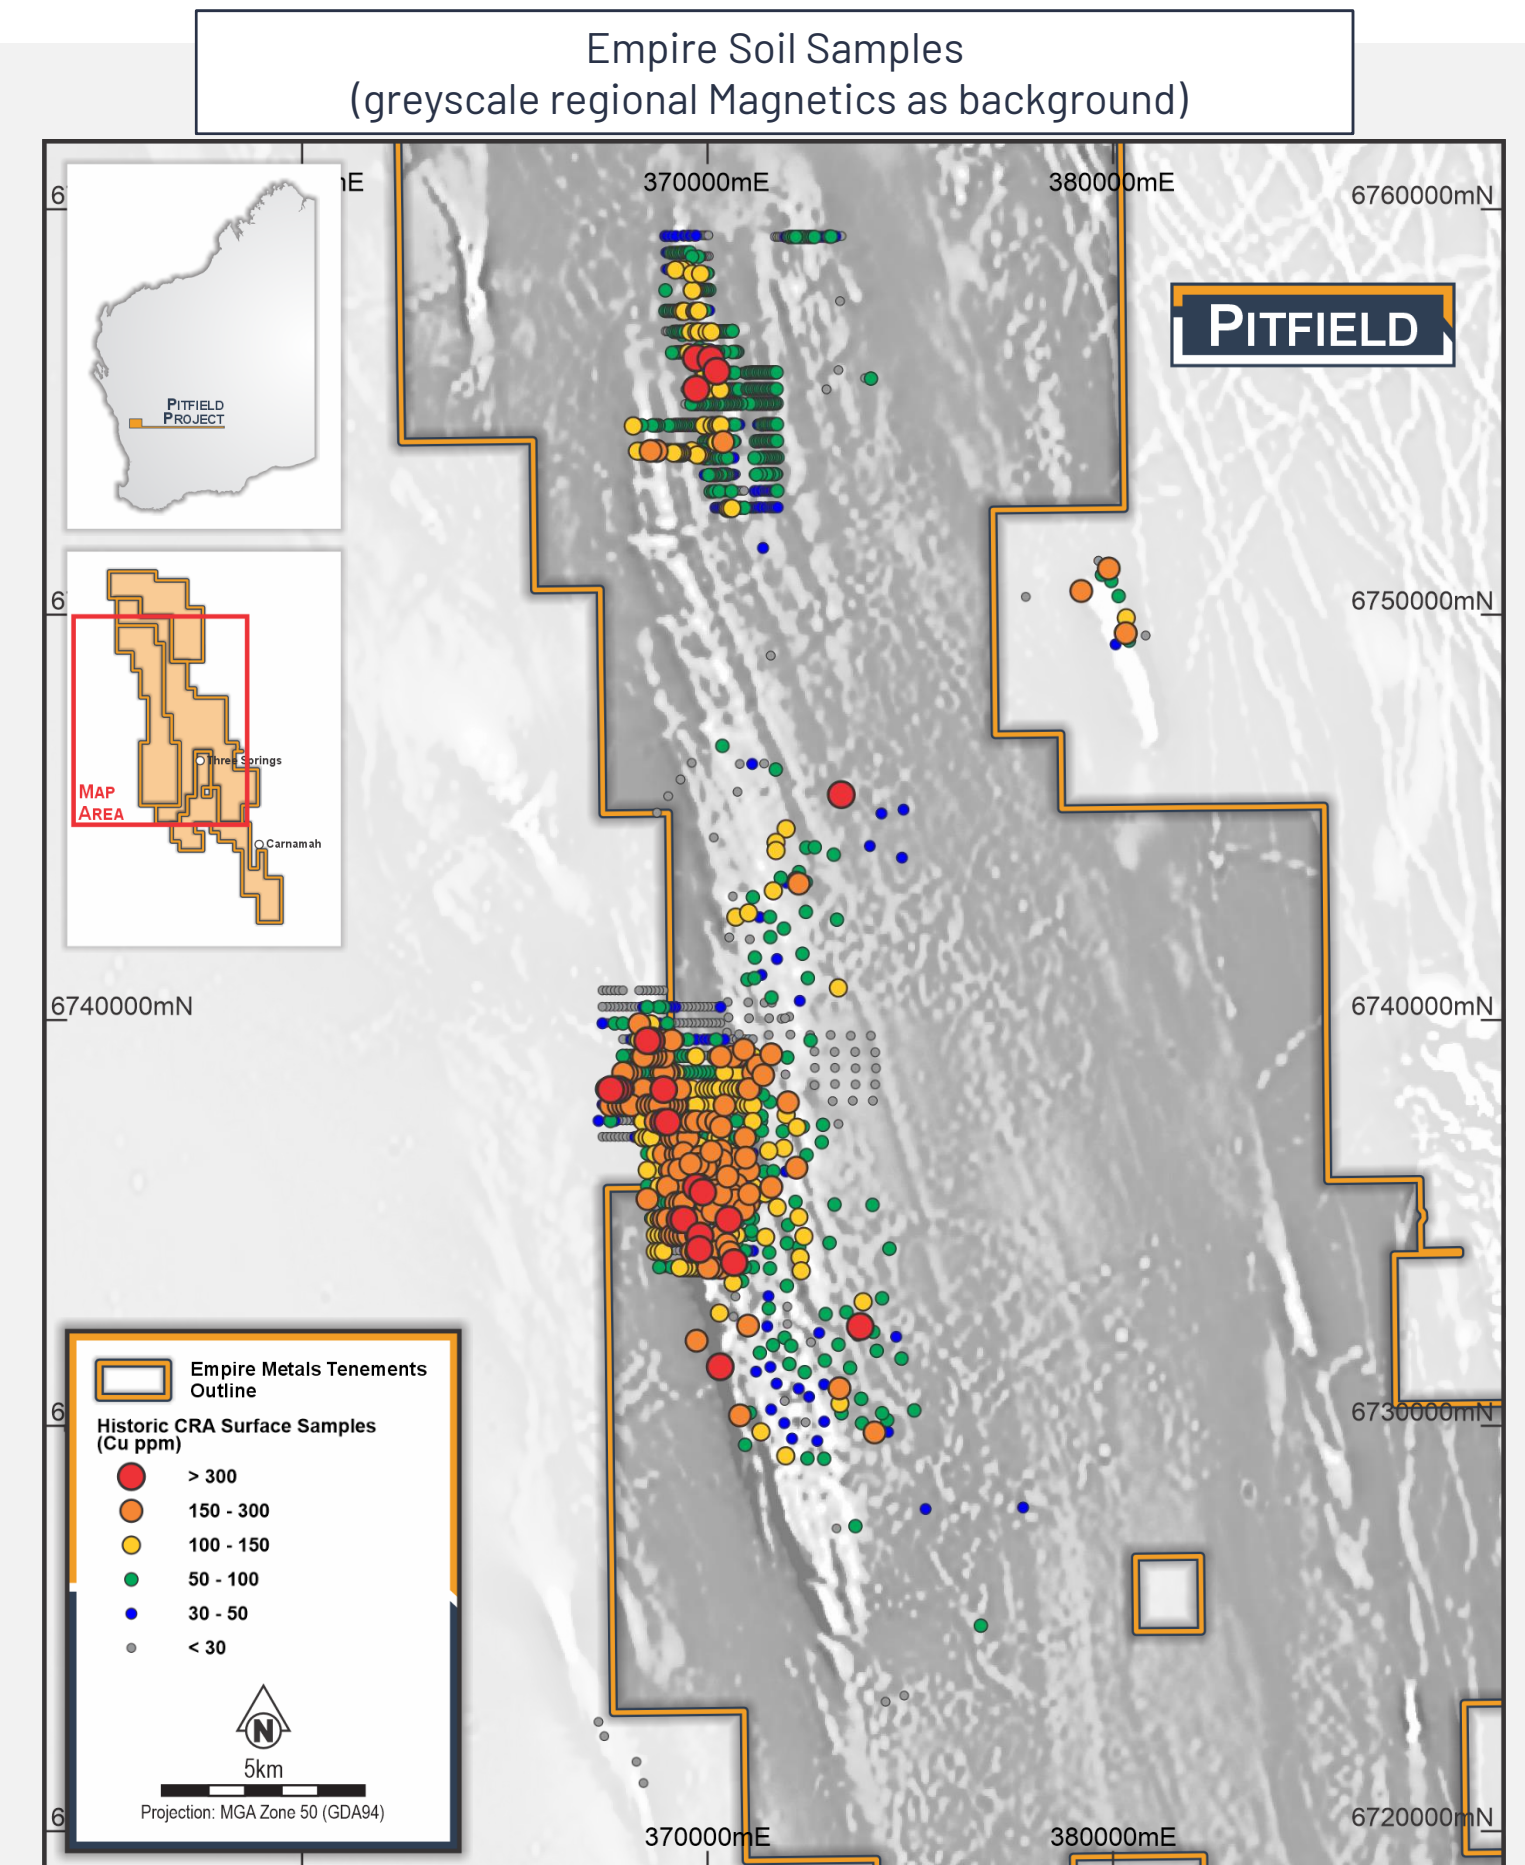 Empire Soil Samples
(greyscale regional Magnetics as background)
370000mE
380000mE
6760000mN
PITFIELD
PITFIELD
PROJECT
6750000mN
Three Springs
MAP
AREA
Carnamah
6740000mN
6740000mN
Empire Metals Tenements
Outline
Historic CRA Surface Samples
(Cu ppm)
> 300
150 - 300
100 - 150
50 - 100
30 - 50
< 30
N
5km
Projection: MGA Zone 50 (GDA94)
6730000mN
6720000mN
370000mE
380000mE